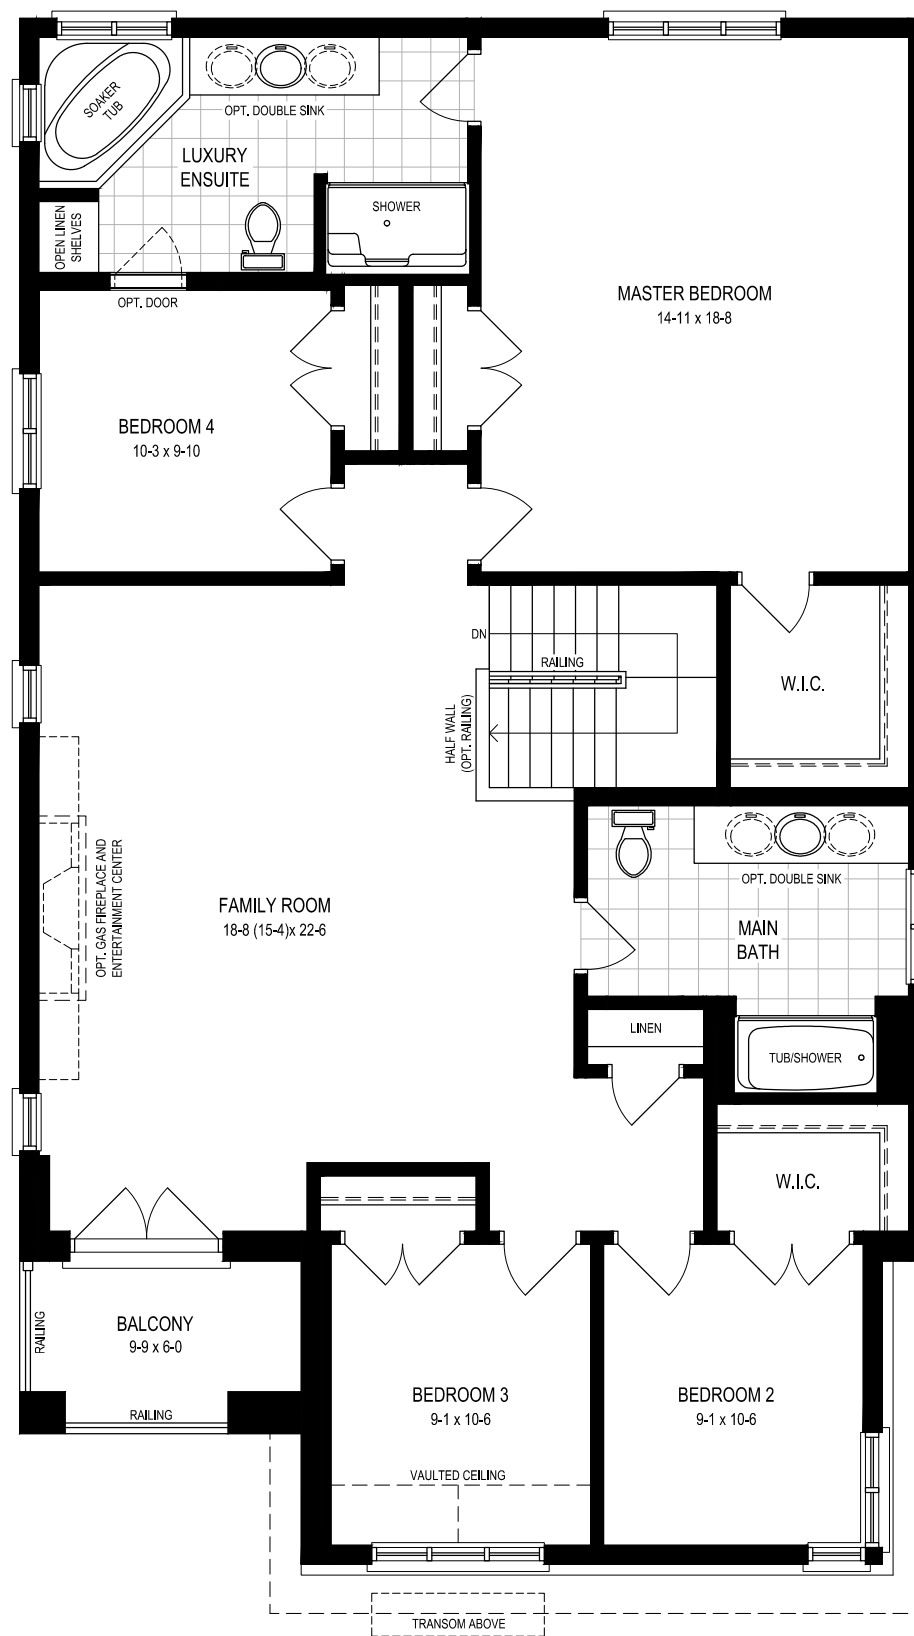 SOAKER
TUB
OPT. DOUBLE SINK
LUXURY
ENSUITE
SHOWER
OPEN LINEN
SHELVES
OPT. DOOR
MASTER BEDROOM
14-11 x 18-8
BEDROOM 4
10-3 x 9-10
DN
RAILING
HALF WALL
(OPT. RAILING)
W.I.C.
OPT. GAS FIREPLACE AND
ENTERTAINMENT CENTER
FAMILY ROOM
18-8 (15-4)x 22-6
OPT. DOUBLE SINK
MAIN
BATH
LINEN
TUB/SHOWER
W.I.C.
BALCONY
9-9 x 6-0
RAILING
RAILING
BEDROOM 3
9-1 x 10-6
VAULTED CEILING
BEDROOM 2
9-1 x 10-6
TRANSOM ABOVE